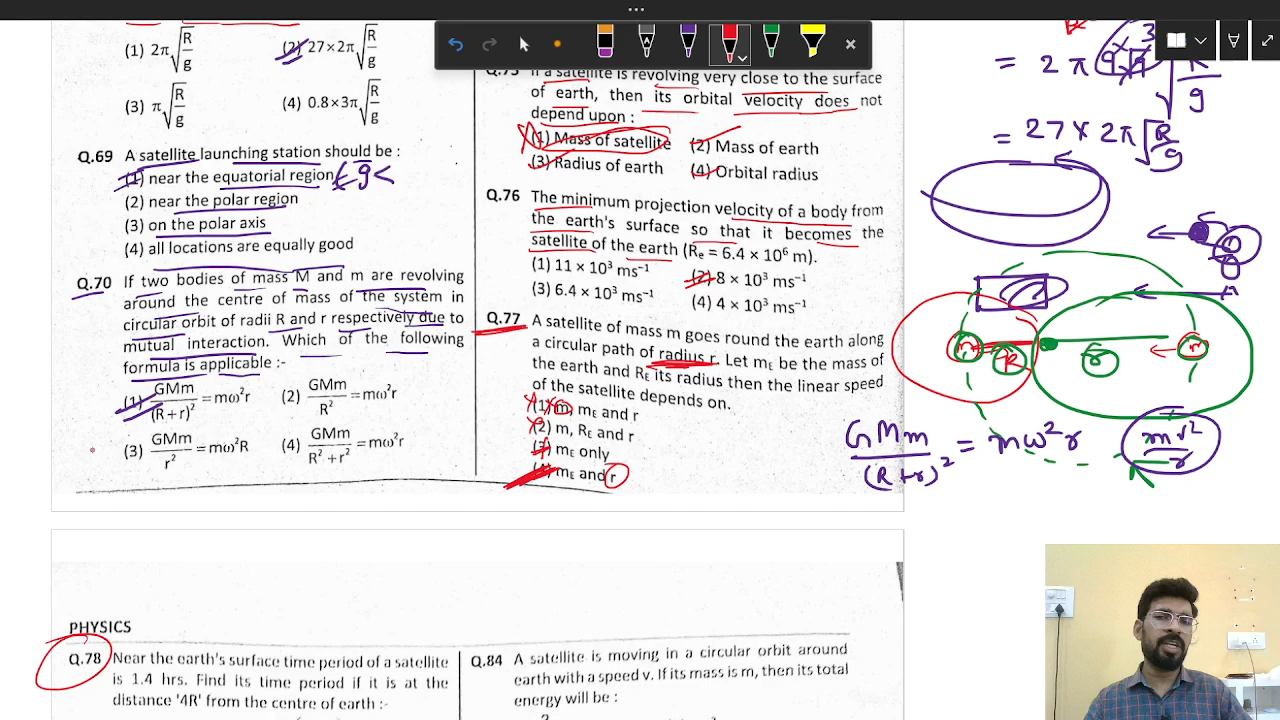 (1) 2π√R/g
(2) 27×2π√R/g
(3) π√R/g
(4) 0.8×3π√R/g
Q.69 A satellite launching station should be :
(1) near the equatorial region
g<
(2) near the polar region
(3) on the polar axis
(4) all locations are equally good
Q.70 If two bodies of mass M and m are revolving
around the centre of mass of the system in
circular orbit of radii R and r respectively due to
mutual interaction. Which of the following
formula is applicable :-
(1) GMm/(R+r)² = mω²r
(2) GMm/R² = mω²r
(3) GMm/r² = mω²R
(4) GMm/R²+r² = mω²r
Q.75 If a satellite is revolving very close to the surface
of earth, then its orbital velocity does not
depend upon :
(1) Mass of satellite
(2) Mass of earth
(3) Radius of earth
(4) Orbital radius
Q.76 The minimum projection velocity of a body from
the earth's surface so that it becomes the
satellite of the earth (Re = 6.4 × 10⁶ m).
(1) 11 × 10³ ms⁻¹
(2) 8 × 10³ ms⁻¹
(3) 6.4 × 10³ ms⁻¹
(4) 4 × 10³ ms⁻¹
Q.77 A satellite of mass m goes round the earth along
a circular path of radius r. Let mE be the mass of
the earth and RE its radius then the linear speed
of the satellite depends on.
(1) m, mE and r
(2) m, RE and r
(3) mE only
(4) mE and r
= 27 × 2π√R/g
m
R
r
m
GMm/(R+r)² = mω²r
mv²/r
PHYSICS
Q.78 Near the earth's surface time period of a satellite
is 1.4 hrs. Find its time period if it is at the
distance '4R' from the centre of earth :-
Q.84 A satellite is moving in a circular orbit around
earth with a speed v. If its mass is m, then its total
energy will be :